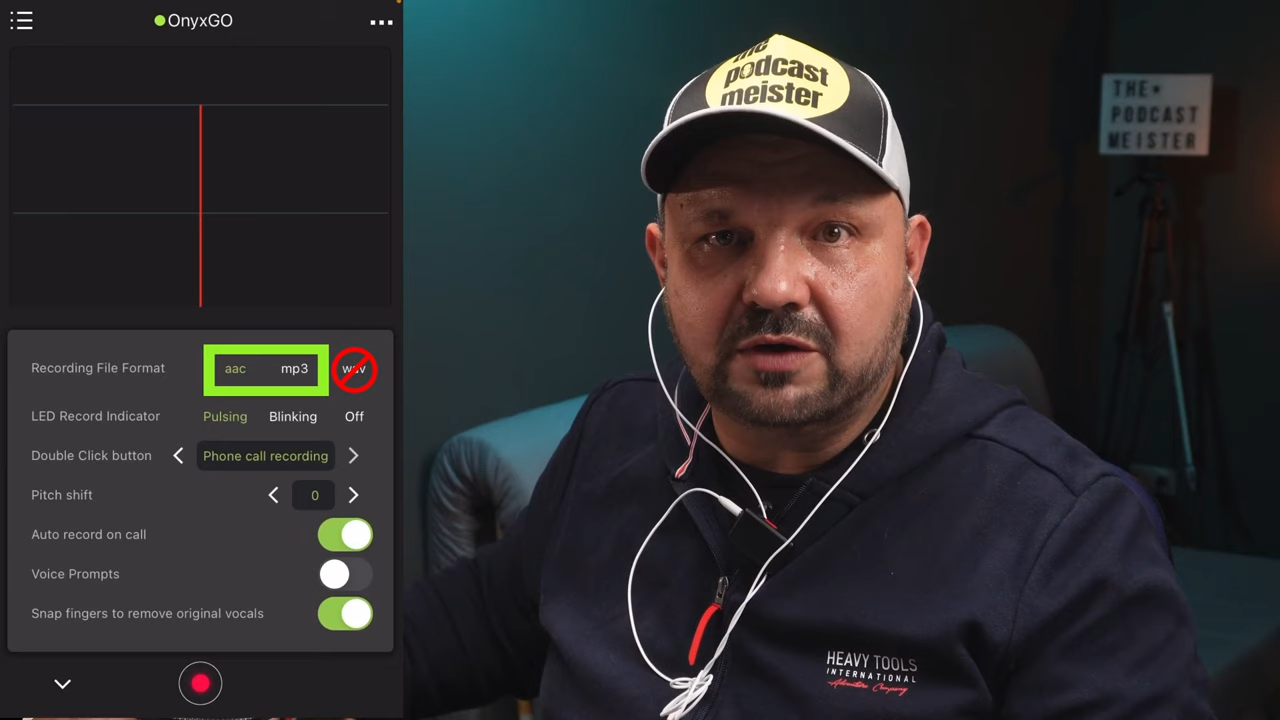 OnyxGO
Recording File Format aac mp3 wav
LED Record Indicator Pulsing Blinking Off
Double Click button Phone call recording
Pitch shift 0
Auto record on call
Voice Prompts
Snap fingers to remove original vocals
the
podcast
meister
THE
PODCAST
MEISTER
HEAVY TOOLS
INTERNATIONAL
Adventure Company